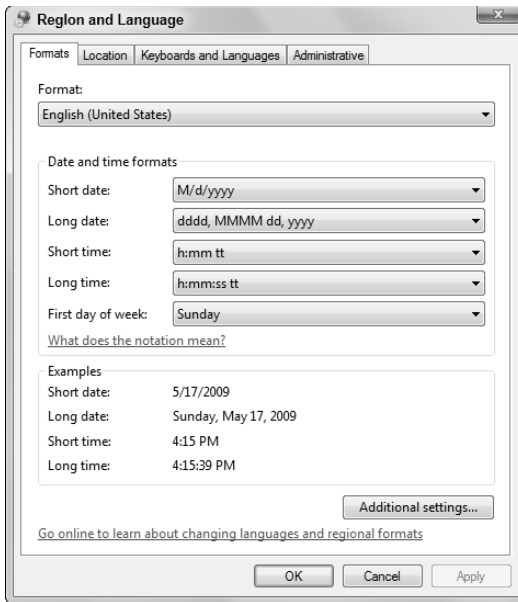 Region and Language
Formats Location Keyboards and Languages Administrative
Format:
English (United States)
Date and time formats
Short date: M/d/yyyy
Long date: dddd, MMMM dd, yyyy
Short time: h:mm tt
Long time: h:mm:ss tt
First day of week: Sunday
What does the notation mean?
Examples
Short date: 5/17/2009
Long date: Sunday, May 17, 2009
Short time: 4:15 PM
Long time: 4:15:39 PM
Additional settings...
Go online to learn about changing languages and regional formats
OK Cancel Apply